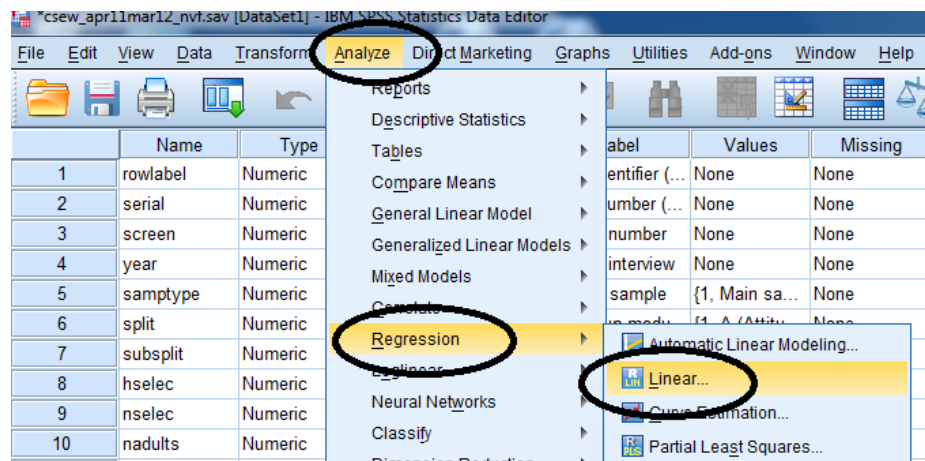 *csew_apr11mar12_nvf.sav [DataSet1] - IBM SPSS Statistics Data Editor
File Edit View Data Transform Analyze Direct Marketing Graphs Utilities Add-ons Window Help
Reports
Descriptive Statistics
Name Type Tables abel Values Missing
1 rowlabel Numeric Compare Means entifier (... None None
2 serial Numeric General Linear Model umber (... None None
3 screen Numeric Generalized Linear Models number None None
4 year Numeric Mixed Models interview None None
5 samptype Numeric Correlate sample {1, Main sa... None
6 split Numeric Regression None
7 subsplit Numeric Loglinear Automatic Linear Modeling...
8 hselec Numeric Neural Networks Linear...
9 nselec Numeric Classify Curve Estimation...
10 nadults Numeric Dimension Reduction Partial Least Squares...